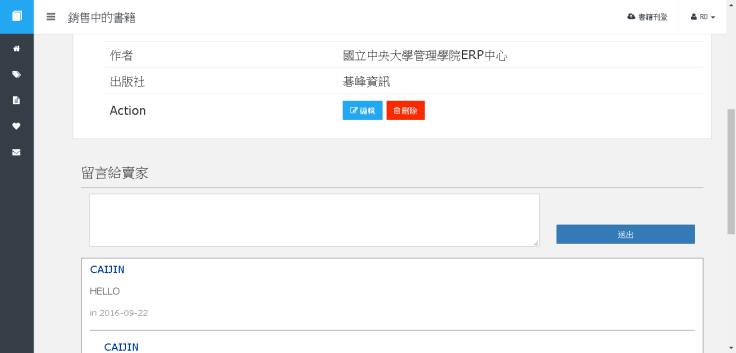 銷售中的書籍
書籍刊登
RD
作者 國立中央大學管理學院ERP中心
出版社 碁峰資訊
Action 編輯 刪除
留言給賣家
送出
CAIJIN
HELLO
in 2016-09-22
CAIJIN